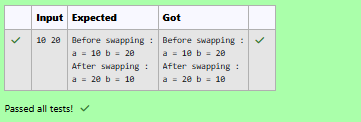 Input Expected Got
10 20 Before swapping : Before swapping :
a = 10 b = 20 a = 10 b = 20
After swapping : After swapping :
a = 20 b = 10 a = 20 b = 10
Passed all tests! ✓